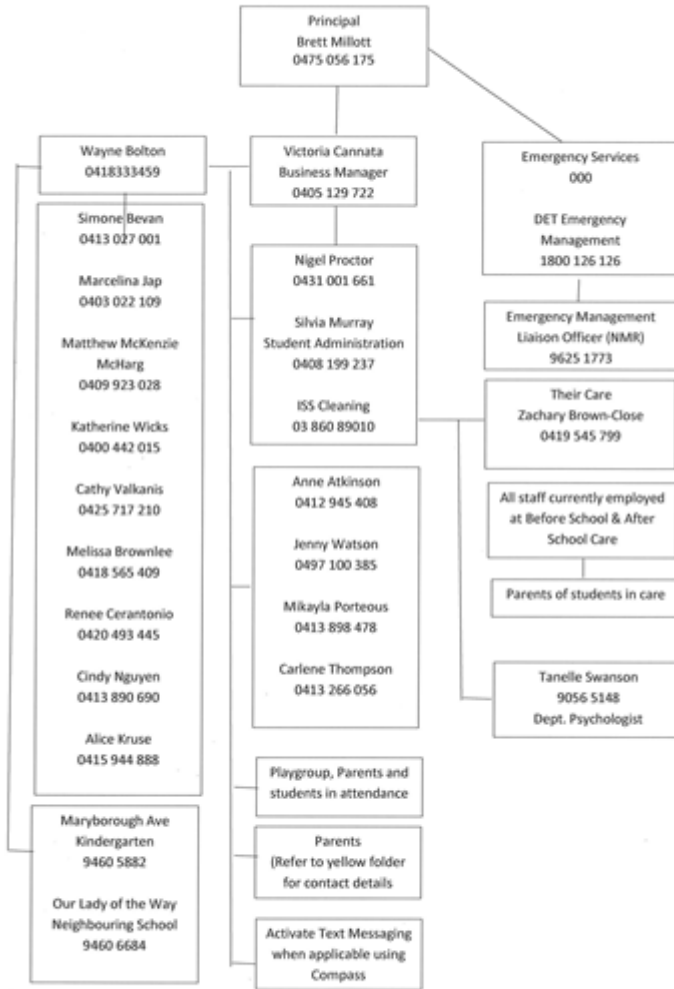 Principal
Brett Millott
0475 056 175
Wayne Bolton
0418333459
Victoria Cannata
Business Manager
0405 129 722
Emergency Services
000
DET Emergency
Management
1800 126 126
Simone Bevan
0413 027 001
Marcelina Jap
0403 022 109
Matthew McKenzie
McHarg
0409 923 028
Katherine Wicks
0400 442 015
Cathy Valkanis
0425 717 210
Melissa Brownlee
0418 565 409
Renee Cerantonio
0420 493 445
Cindy Nguyen
0413 890 690
Alice Kruse
0415 944 888
Nigel Proctor
0431 001 661
Silvia Murray
Student Administration
0408 199 237
ISS Cleaning
03 860 89010
Emergency Management
Liaison Officer (NMR)
9625 1773
Their Care
Zachary Brown-Close
0419 545 799
Anne Atkinson
0412 945 408
Jenny Watson
0497 100 385
Mikayla Porteous
0413 898 478
Carlene Thompson
0413 266 056
All staff currently employed
at Before School & After
School Care
Parents of students in care
Tanelle Swanson
9056 5148
Dept. Psychologist
Playgroup, Parents and
students in attendance
Maryborough Ave
Kindergarten
9460 5882
Our Lady of the Way
Neighbouring School
9460 6684
Parents
(Refer to yellow folder
for contact details
Activate Text Messaging
when applicable using
Compass